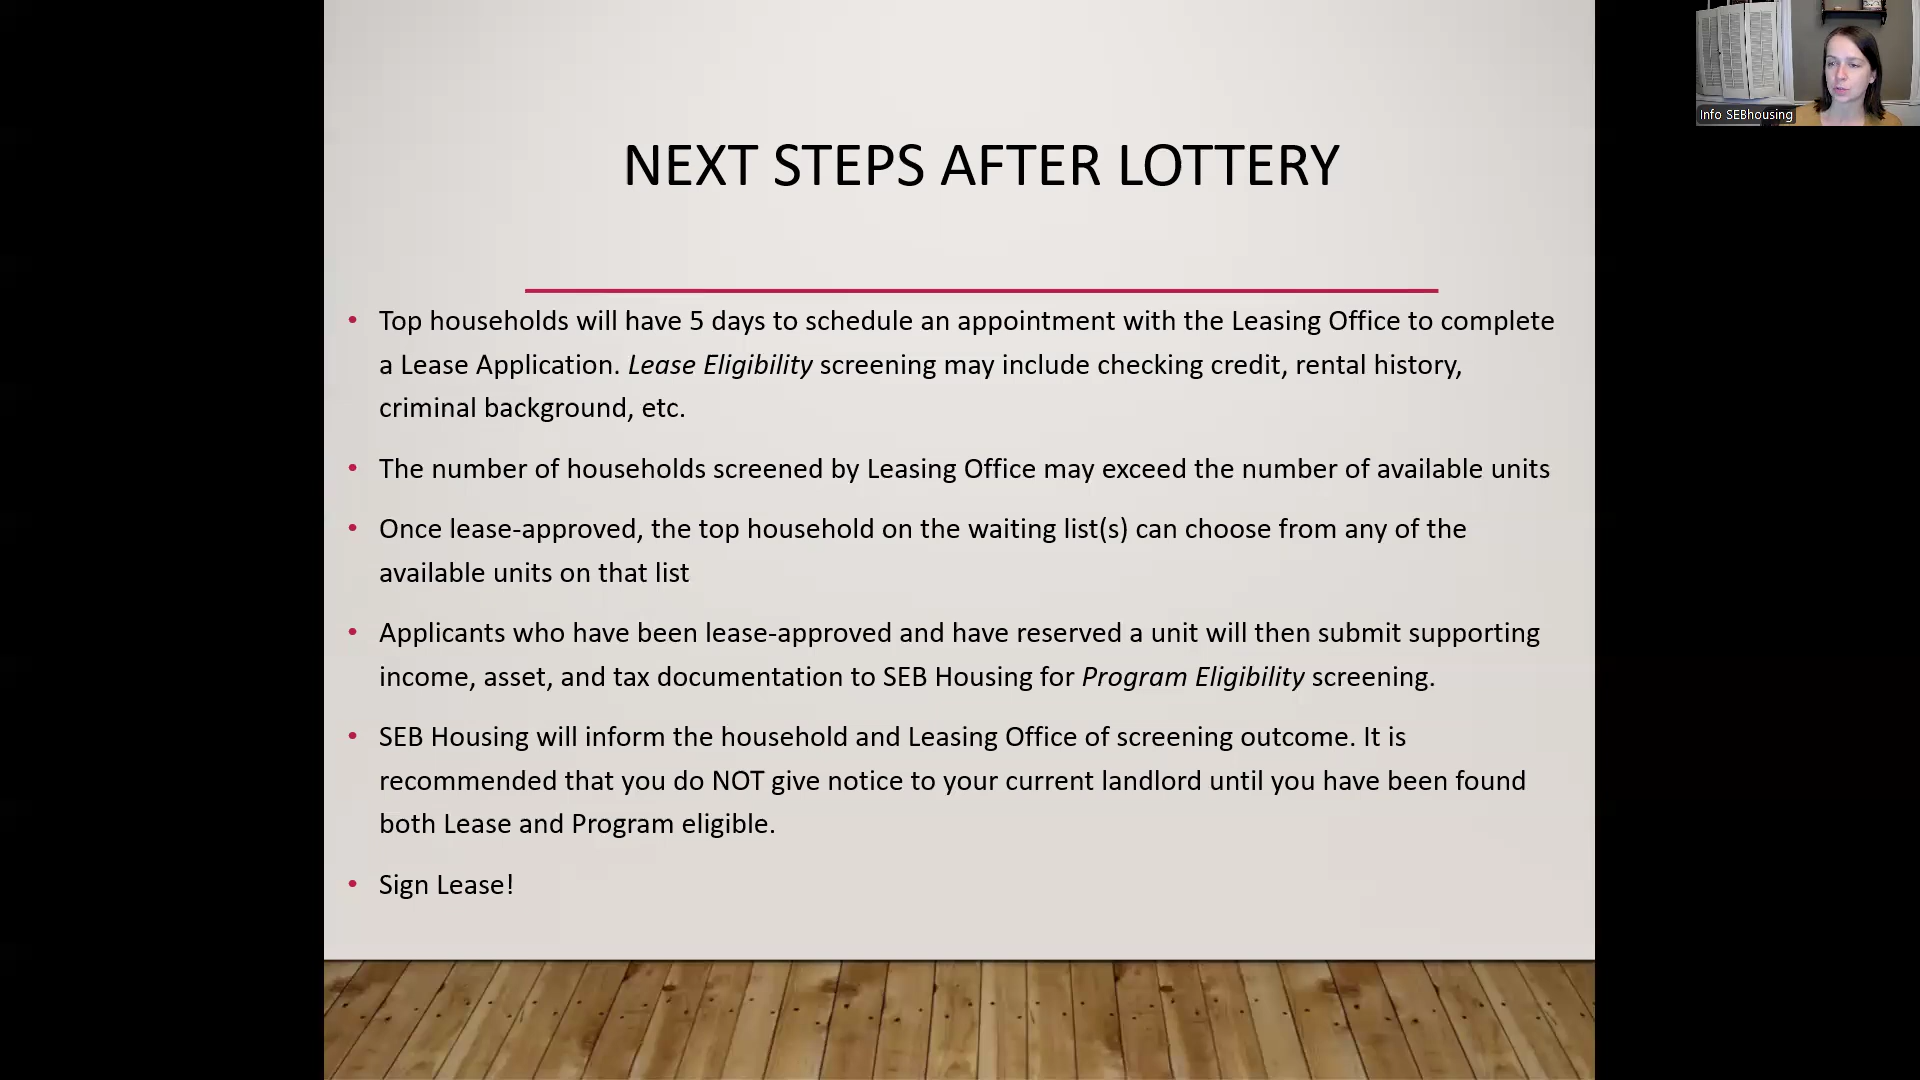 Info SEBhousing
NEXT STEPS AFTER LOTTERY
• Top households will have 5 days to schedule an appointment with the Leasing Office to complete
a Lease Application. Lease Eligibility screening may include checking credit, rental history,
criminal background, etc.
• The number of households screened by Leasing Office may exceed the number of available units
• Once lease-approved, the top household on the waiting list(s) can choose from any of the
available units on that list
• Applicants who have been lease-approved and have reserved a unit will then submit supporting
income, asset, and tax documentation to SEB Housing for Program Eligibility screening.
• SEB Housing will inform the household and Leasing Office of screening outcome. It is
recommended that you do NOT give notice to your current landlord until you have been found
both Lease and Program eligible.
• Sign Lease!